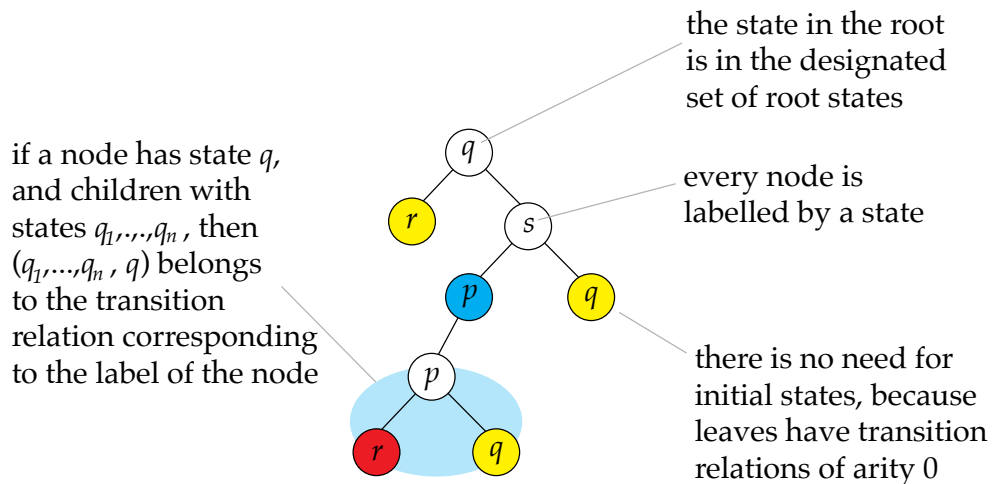 the state in the root
is in the designated
set of root states
if a node has state q,
and children with
states q1,.,.,qn, then
(q1,...,qn, q) belongs
to the transition
relation corresponding
to the label of the node
every node is
labelled by a state
there is no need for
initial states, because
leaves have transition
relations of arity 0
q
r
s
p
q
p
r
q